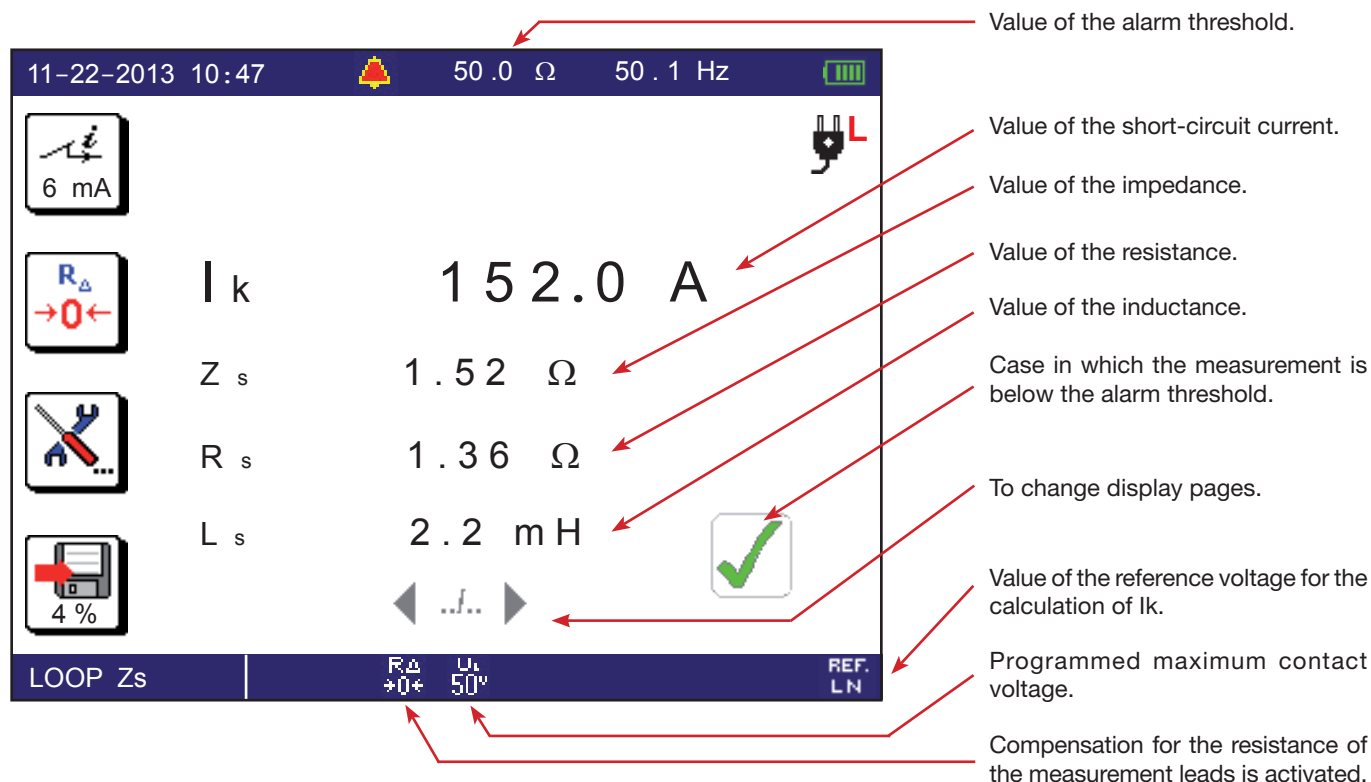 Value of the alarm threshold.
11-22-2013 10:47 50.0 Ω 50.1 Hz
L
6 mA
Value of the short-circuit current.
Value of the impedance.
RΔ
→0←
Ik 152.0 A
Value of the resistance.
Value of the inductance.
Zs 1.52 Ω
Case in which the measurement is
below the alarm threshold.
...
Rs 1.36 Ω
To change display pages.
Ls 2.2 mH
4 %
../..
Value of the reference voltage for the
calculation of Ik.
LOOP Zs
RΔ
→0←
UL
50V
REF.
LN
Programmed maximum contact
voltage.
Compensation for the resistance of
the measurement leads is activated.